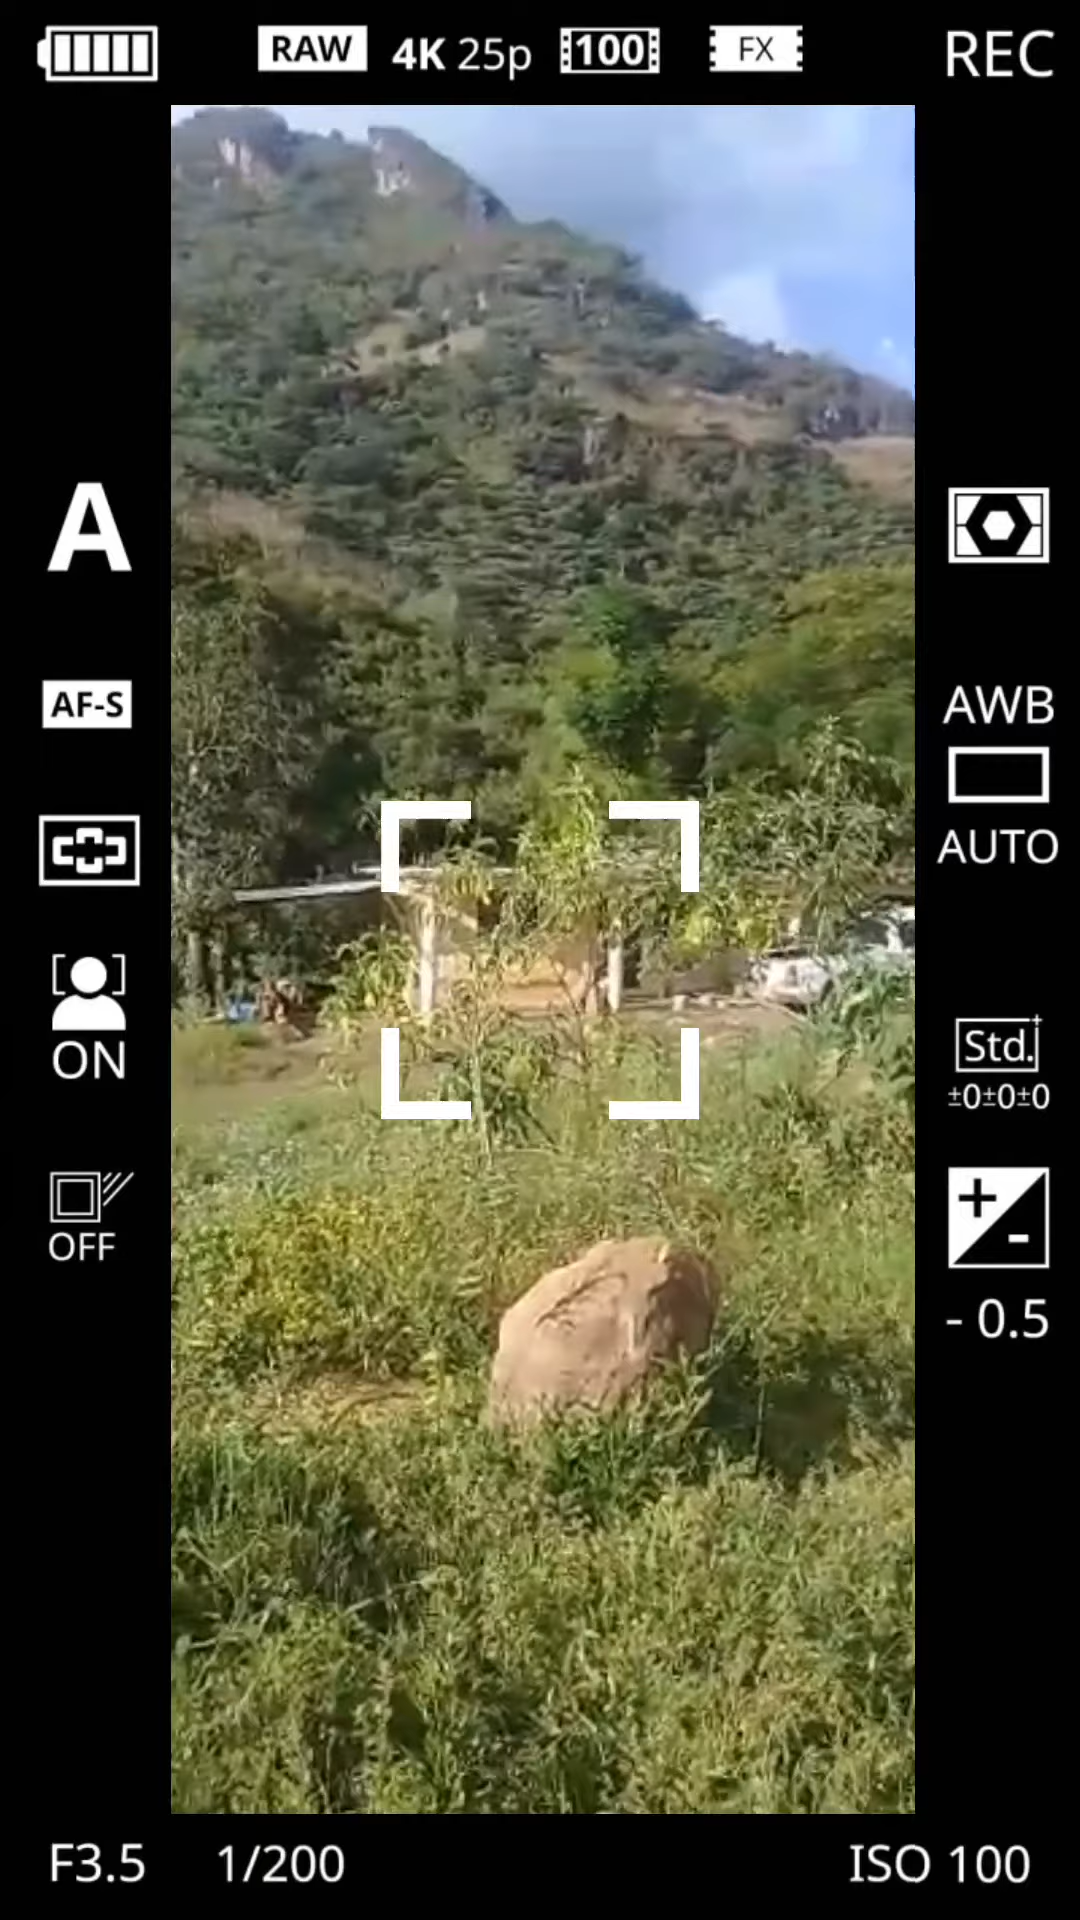 RAW 4K 25p 100 FX REC
A
AF-S
AWB
AUTO
ON
Std.+
±0±0±0
OFF
+ -
- 0.5
F3.5 1/200 ISO 100